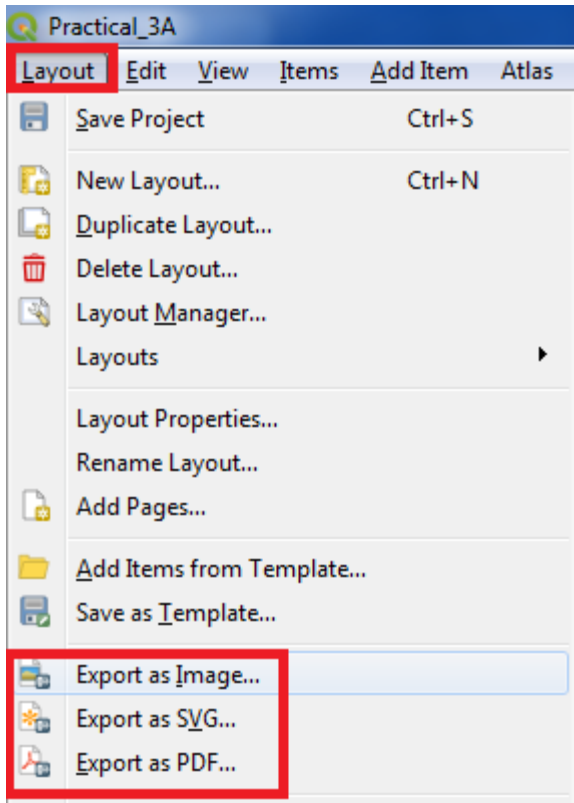 Practical_3A
Layout Edit View Items Add Item Atlas
Save Project Ctrl+S
New Layout... Ctrl+N
Duplicate Layout...
Delete Layout...
Layout Manager...
Layouts
Layout Properties...
Rename Layout...
Add Pages...
Add Items from Template...
Save as Template...
Export as Image...
Export as SVG...
Export as PDF...